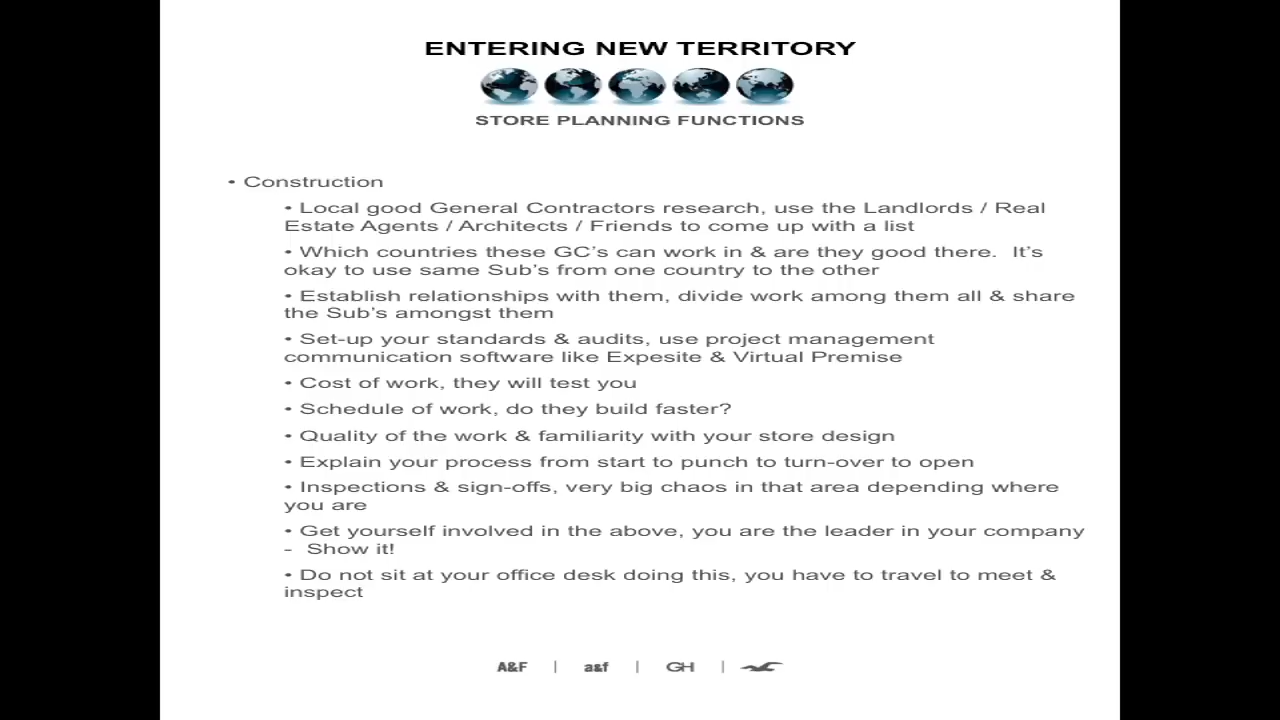 ENTERING NEW TERRITORY
STORE PLANNING FUNCTIONS
• Construction
• Local good General Contractors research, use the Landlords / Real
Estate Agents / Architects / Friends to come up with a list
• Which countries these GC’s can work in & are they good there.  It’s
okay to use same Sub’s from one country to the other
• Establish relationships with them, divide work among them all & share
the Sub’s amongst them
• Set-up your standards & audits, use project management
communication software like Expesite & Virtual Premise
• Cost of work, they will test you
• Schedule of work, do they build faster?
• Quality of the work & familiarity with your store design
• Explain your process from start to punch to turn-over to open
• Inspections & sign-offs, very big chaos in that area depending where
you are
• Get yourself involved in the above, you are the leader in your company
-  Show it!
• Do not sit at your office desk doing this, you have to travel to meet &
inspect
A&F | a&f | GH |